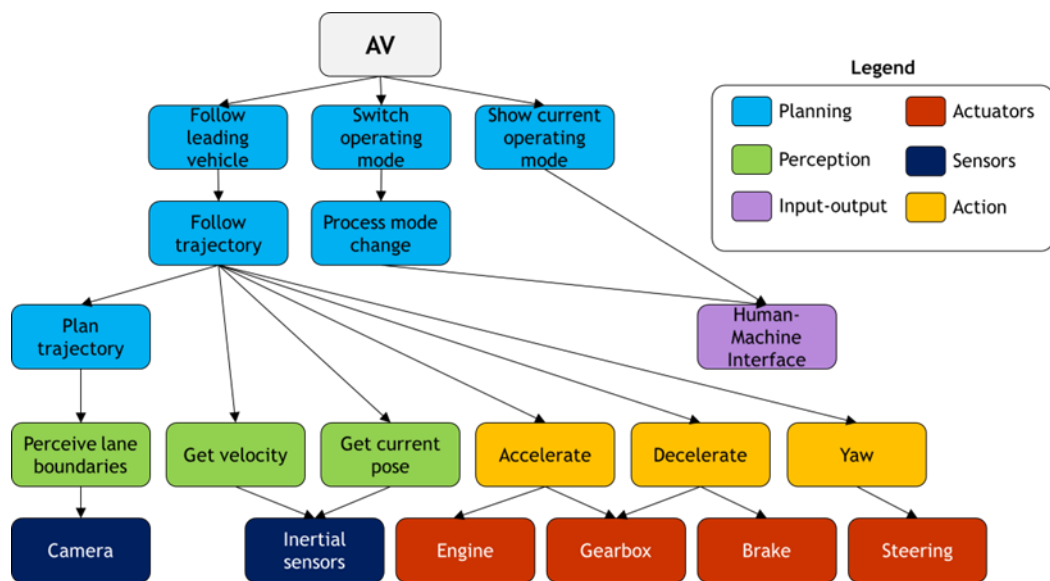 AV
Legend
Planning
Actuators
Perception
Sensors
Input-output
Action
Follow
leading
vehicle
Switch
operating
mode
Show current
operating
mode
Follow
trajectory
Process mode
change
Plan
trajectory
Human-
Machine
Interface
Perceive lane
boundaries
Get velocity
Get current
pose
Accelerate
Decelerate
Yaw
Camera
Inertial
sensors
Engine
Gearbox
Brake
Steering